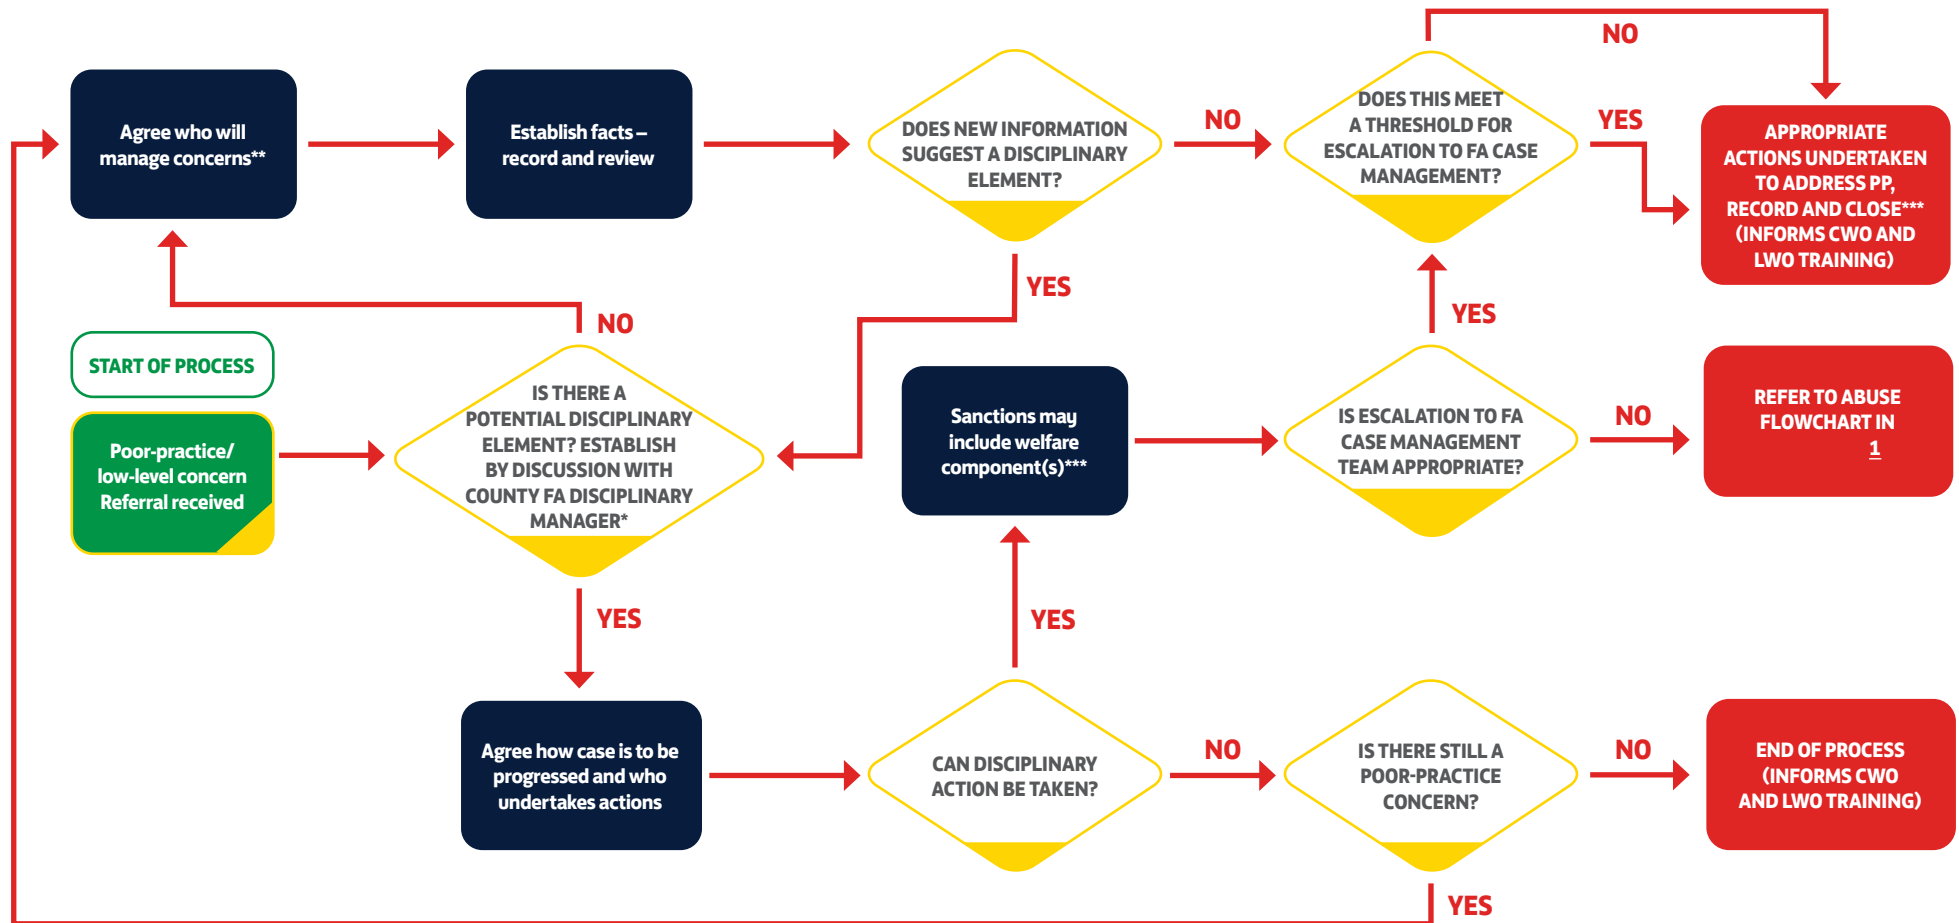 NO
Agree who will
manage concerns**
Establish facts –
record and review
DOES NEW INFORMATION
SUGGEST A DISCIPLINARY
ELEMENT?
NO
DOES THIS MEET
A THRESHOLD FOR
ESCALATION TO FA CASE
MANAGEMENT?
YES
APPROPRIATE
ACTIONS UNDERTAKEN
TO ADDRESS PP,
RECORD AND CLOSE***
(INFORMS CWO AND
LWO TRAINING)
YES
YES
NO
START OF PROCESS
Poor-practice/
low-level concern
Referral received
IS THERE A
POTENTIAL DISCIPLINARY
ELEMENT? ESTABLISH
BY DISCUSSION WITH
COUNTY FA DISCIPLINARY
MANAGER*
Sanctions may
include welfare
component(s)***
IS ESCALATION TO FA
CASE MANAGEMENT
TEAM APPROPRIATE?
NO
REFER TO ABUSE
FLOWCHART IN
1
YES
YES
Agree how case is to be
progressed and who
undertakes actions
CAN DISCIPLINARY
ACTION BE TAKEN?
NO
IS THERE STILL A
POOR-PRACTICE
CONCERN?
NO
END OF PROCESS
(INFORMS CWO
AND LWO TRAINING)
YES